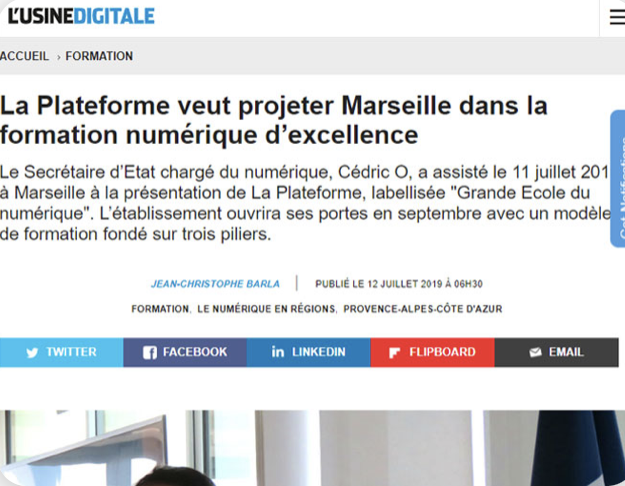 L'USINEDIGITALE
ACCUEIL › FORMATION
La Plateforme veut projeter Marseille dans la
formation numérique d’excellence
Le Secrétaire d’Etat chargé du numérique, Cédric O, a assisté le 11 juillet 201
à Marseille à la présentation de La Plateforme, labellisée "Grande Ecole du
numérique". L’établissement ouvrira ses portes en septembre avec un modèle
de formation fondé sur trois piliers.
Get Notifications
JEAN-CHRISTOPHE BARLA | PUBLIÉ LE 12 JUILLET 2019 À 06H30
FORMATION, LE NUMÉRIQUE EN RÉGIONS, PROVENCE-ALPES-CÔTE D'AZUR
TWITTER FACEBOOK LINKEDIN FLIPBOARD EMAIL